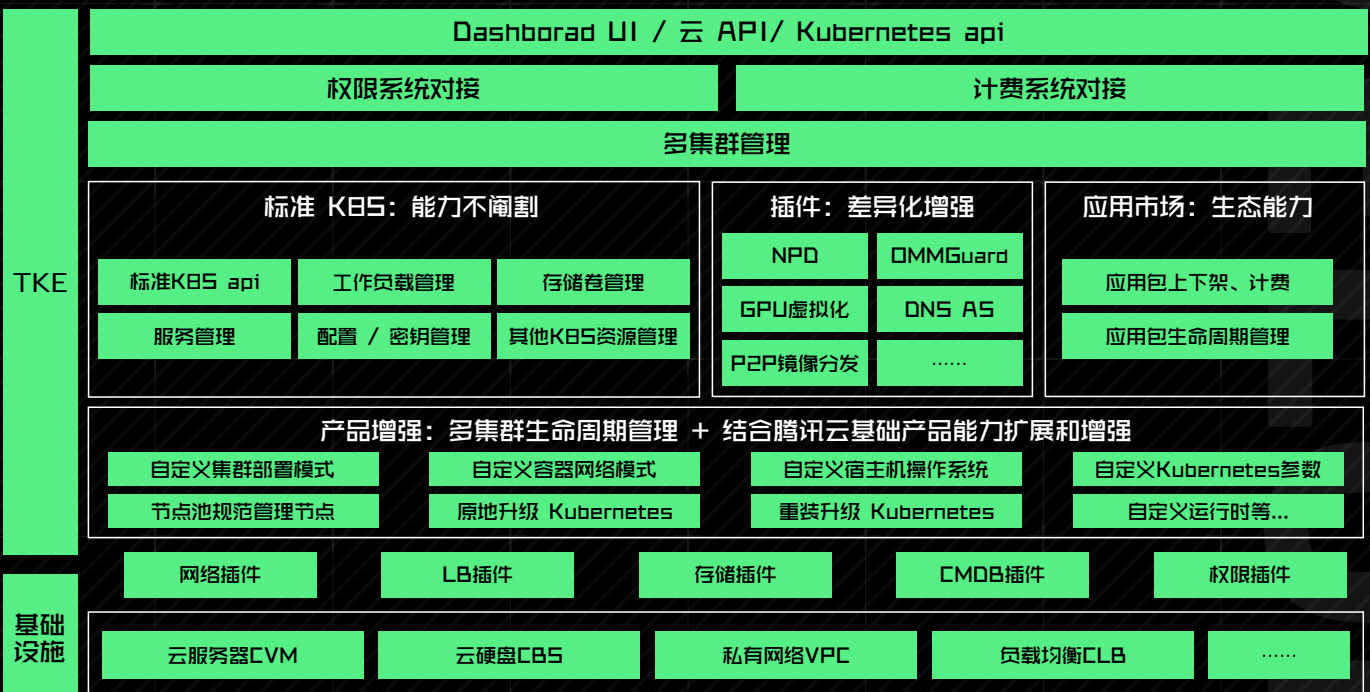 Dashborad UI / 云 API/ Kubernetes api
权限系统对接
计费系统对接
多集群管理
TKE
标准 K8S：能力不阉割
标准K8S api
工作负载管理
存储卷管理
服务管理
配置 / 密钥管理
其他K8S资源管理
插件：差异化增强
NPD
OMMGuard
GPU虚拟化
DNS AS
P2P镜像分发
……
应用市场：生态能力
应用包上下架、计费
应用包生命周期管理
产品增强：多集群生命周期管理 + 结合腾讯云基础产品能力扩展和增强
自定义集群部署模式
自定义容器网络模式
自定义宿主机操作系统
自定义Kubernetes参数
节点池规范管理节点
原地升级 Kubernetes
重装升级 Kubernetes
自定义运行时等...
网络插件
LB插件
存储插件
CMDB插件
权限插件
基础
设施
云服务器CVM
云硬盘CBS
私有网络VPC
负载均衡CLB
……